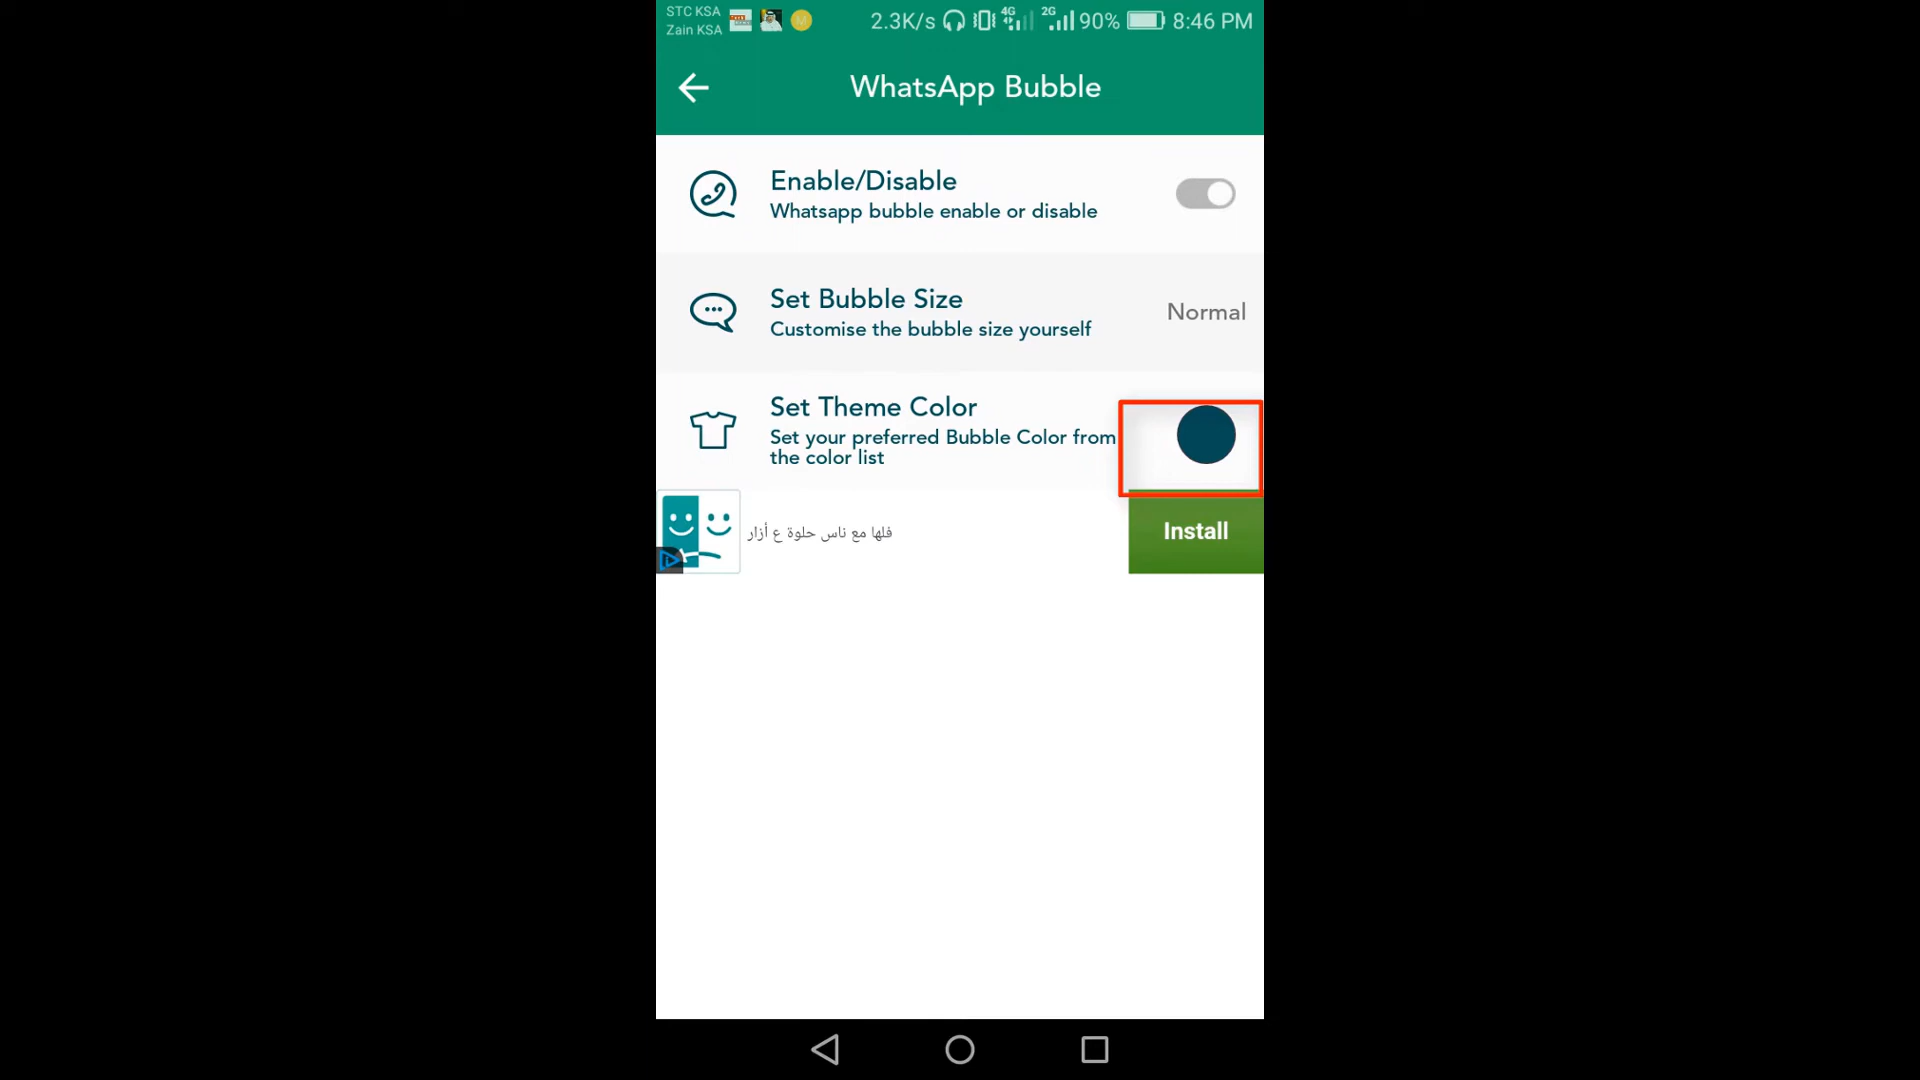 STC KSA
Zain KSA
2.3K/s 4G 2G 90% 8:46 PM
WhatsApp Bubble
Enable/Disable
Whatsapp bubble enable or disable
Set Bubble Size
Customise the bubble size yourself
Normal
Set Theme Color
Set your preferred Bubble Color from
the color list
فلها مع ناس حلوة ع أزار
Install